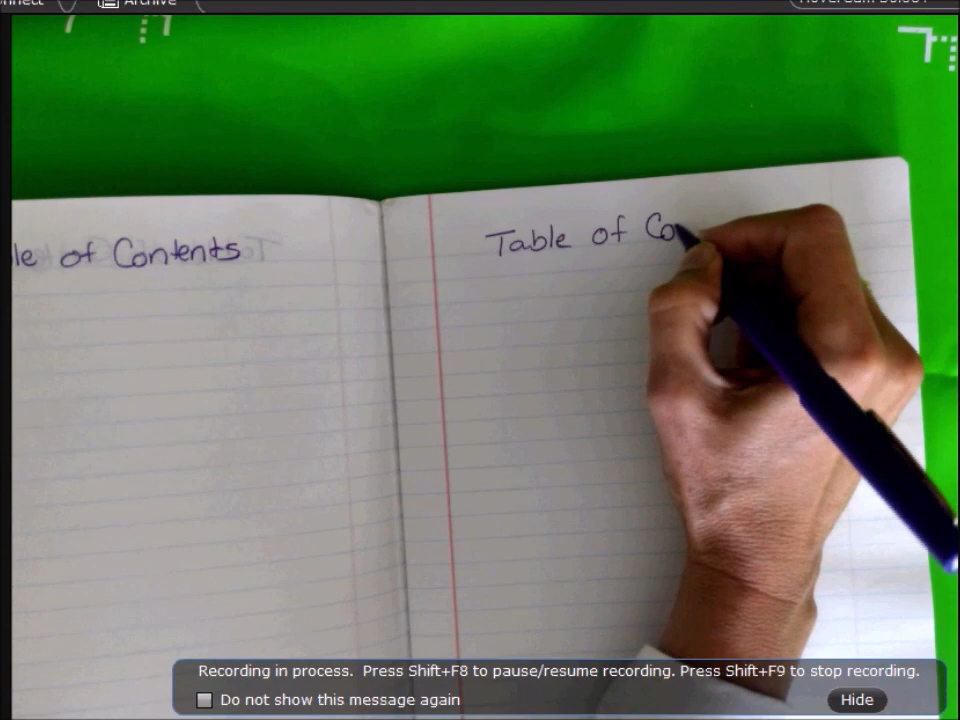 Archive
le of Contents
Table of Co
Recording in process. Press Shift+F8 to pause/resume recording. Press Shift+F9 to stop recording.
Do not show this message again
Hide